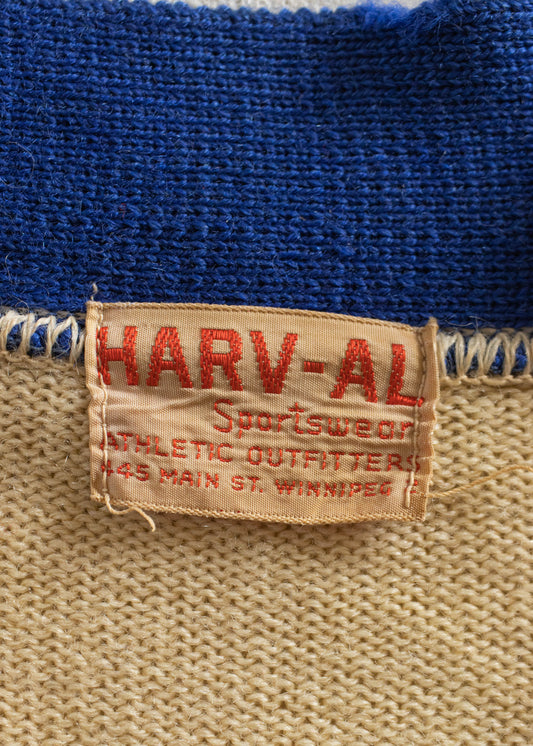 HARV-AL
Sportswear
ATHLETIC OUTFITTERS
445 MAIN ST. WINNIPEG